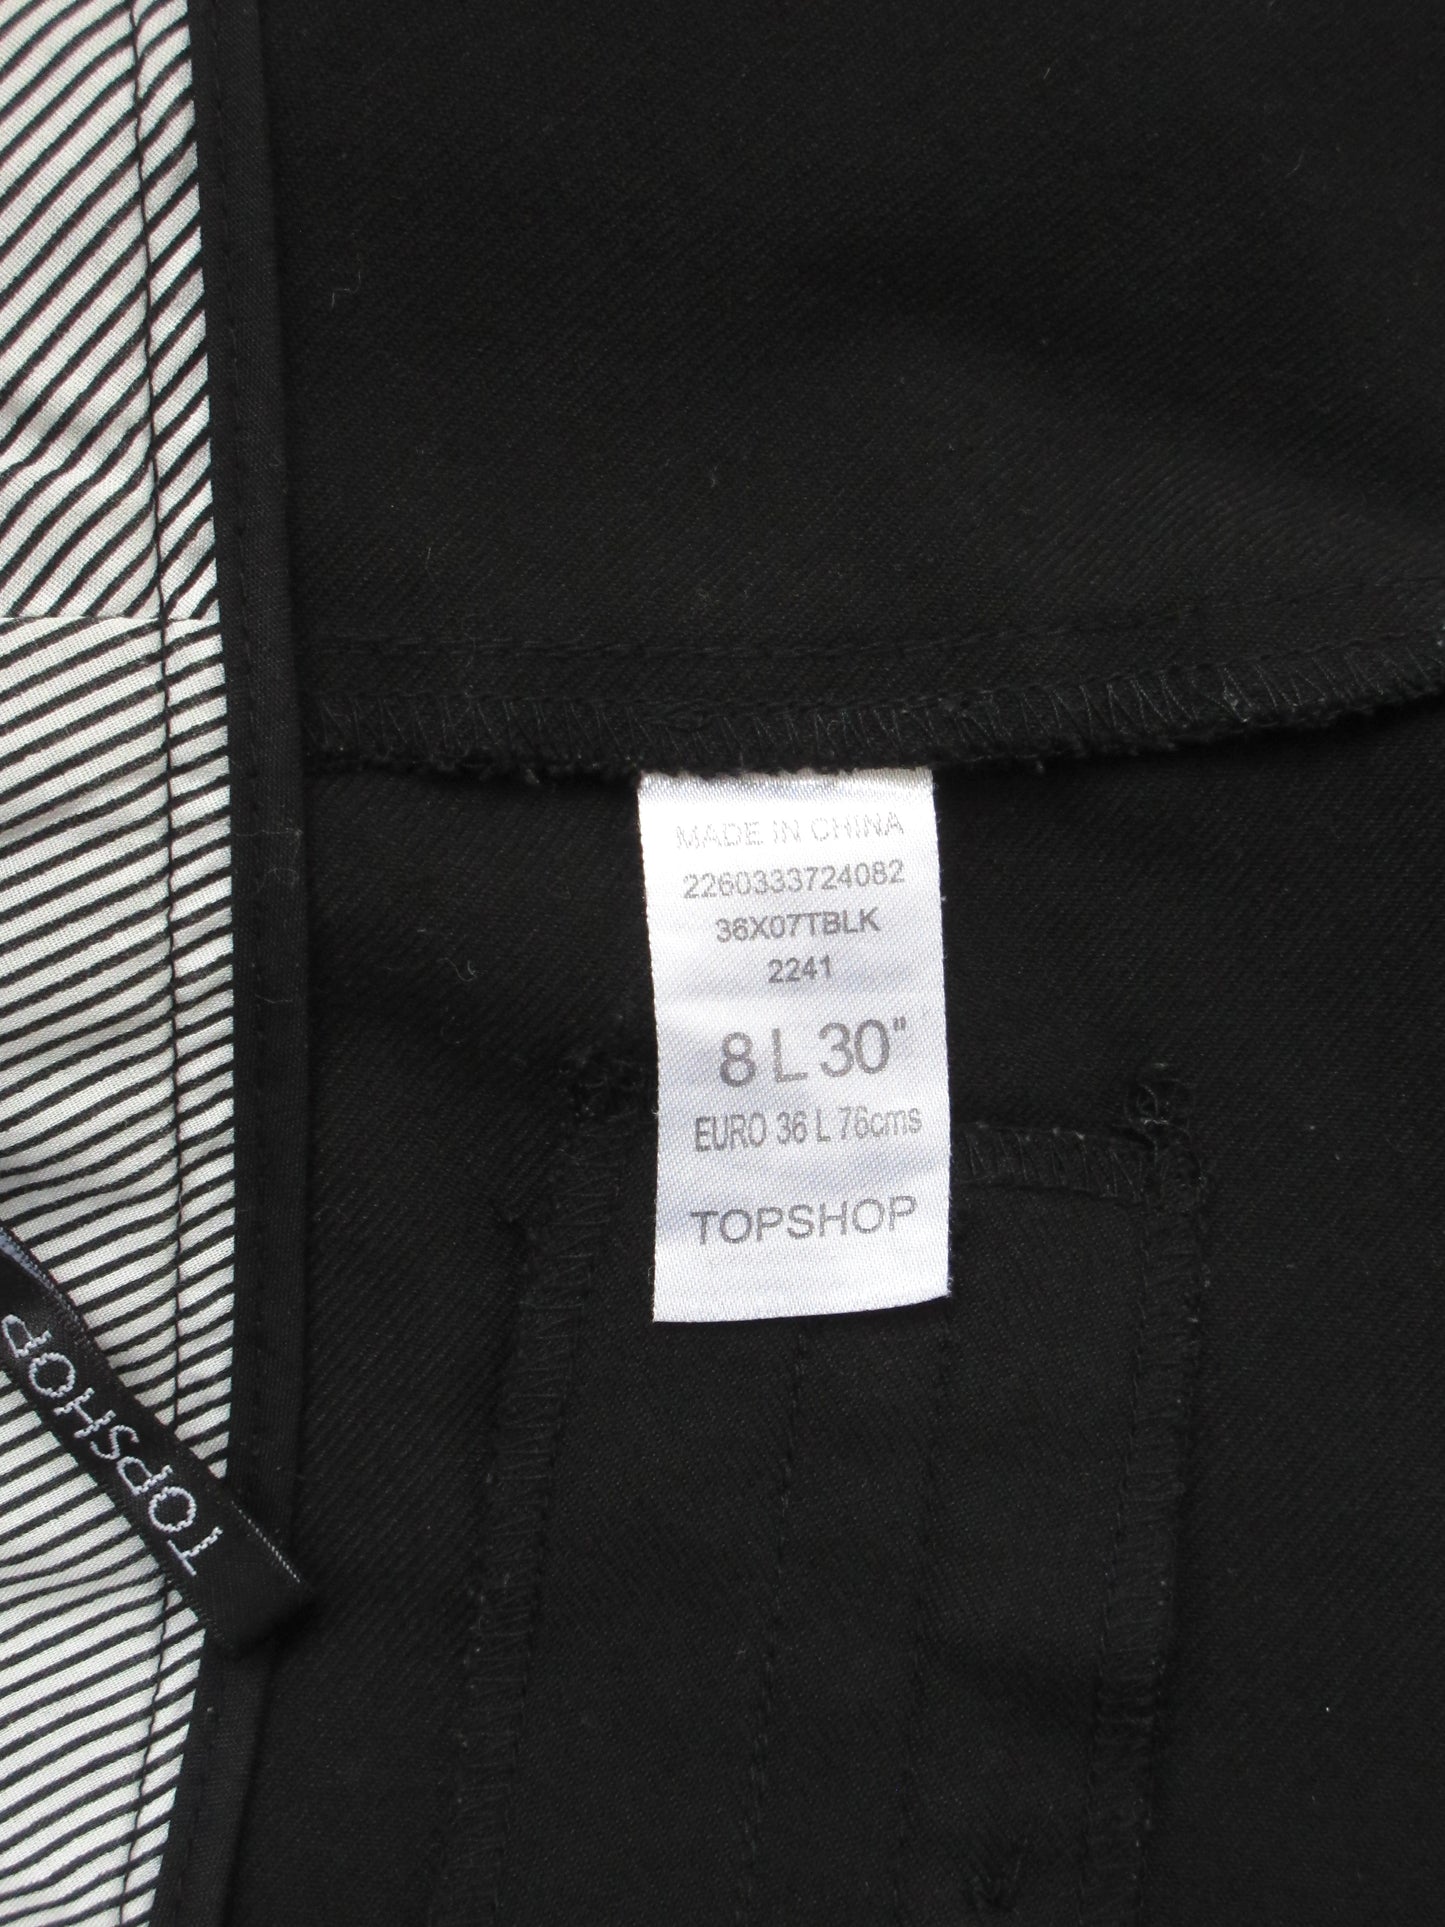 MADE IN CHINA
2260333724082
36X07TBLK
2241
8 L 30"
EURO 36 L 76cms
TOPSHOP
TOPSHOP